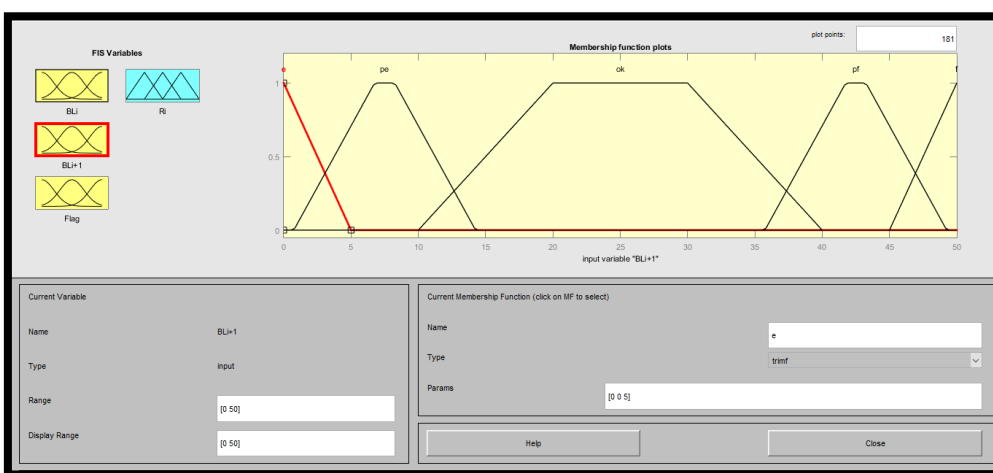 plot points:
181
FIS Variables
Membership function plots
BLi
Ri
BLi+1
Flag
e
pe
ok
pf
f
1
0.5
0
0
5
10
15
20
25
30
35
40
45
50
input variable "BLi+1"
Current Variable
Name
BLi+1
Type
input
Range
[0 50]
Display Range
[0 50]
Current Membership Function (click on MF to select)
Name
e
Type
trimf
Params
[0 0 5]
Help
Close